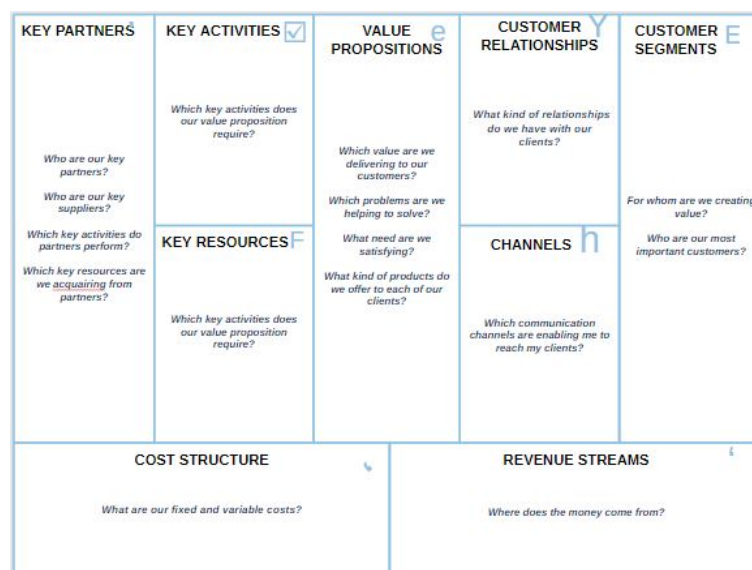 KEY PARTNERS
Who are our key
partners?
Who are our key
suppliers?
Which key activities do
partners perform?
Which key resources are
we acquairing from
partners?
KEY ACTIVITIES ☑
Which key activities does
our value proposition
require?
KEY RESOURCES F
Which key activities does
our value proposition
require?
VALUE e
PROPOSITIONS
Which value are we
delivering to our
customers?
Which problems are we
helping to solve?
What need are we
satisfying?
What kind of products do
we offer to each of our
clients?
CUSTOMER Y
RELATIONSHIPS
What kind of relationships
do we have with our
clients?
CHANNELS h
Which communication
channels are enabling me to
reach my clients?
CUSTOMER E
SEGMENTS
For whom are we creating
value?
Who are our most
important customers?
COST STRUCTURE
What are our fixed and variable costs?
REVENUE STREAMS
Where does the money come from?